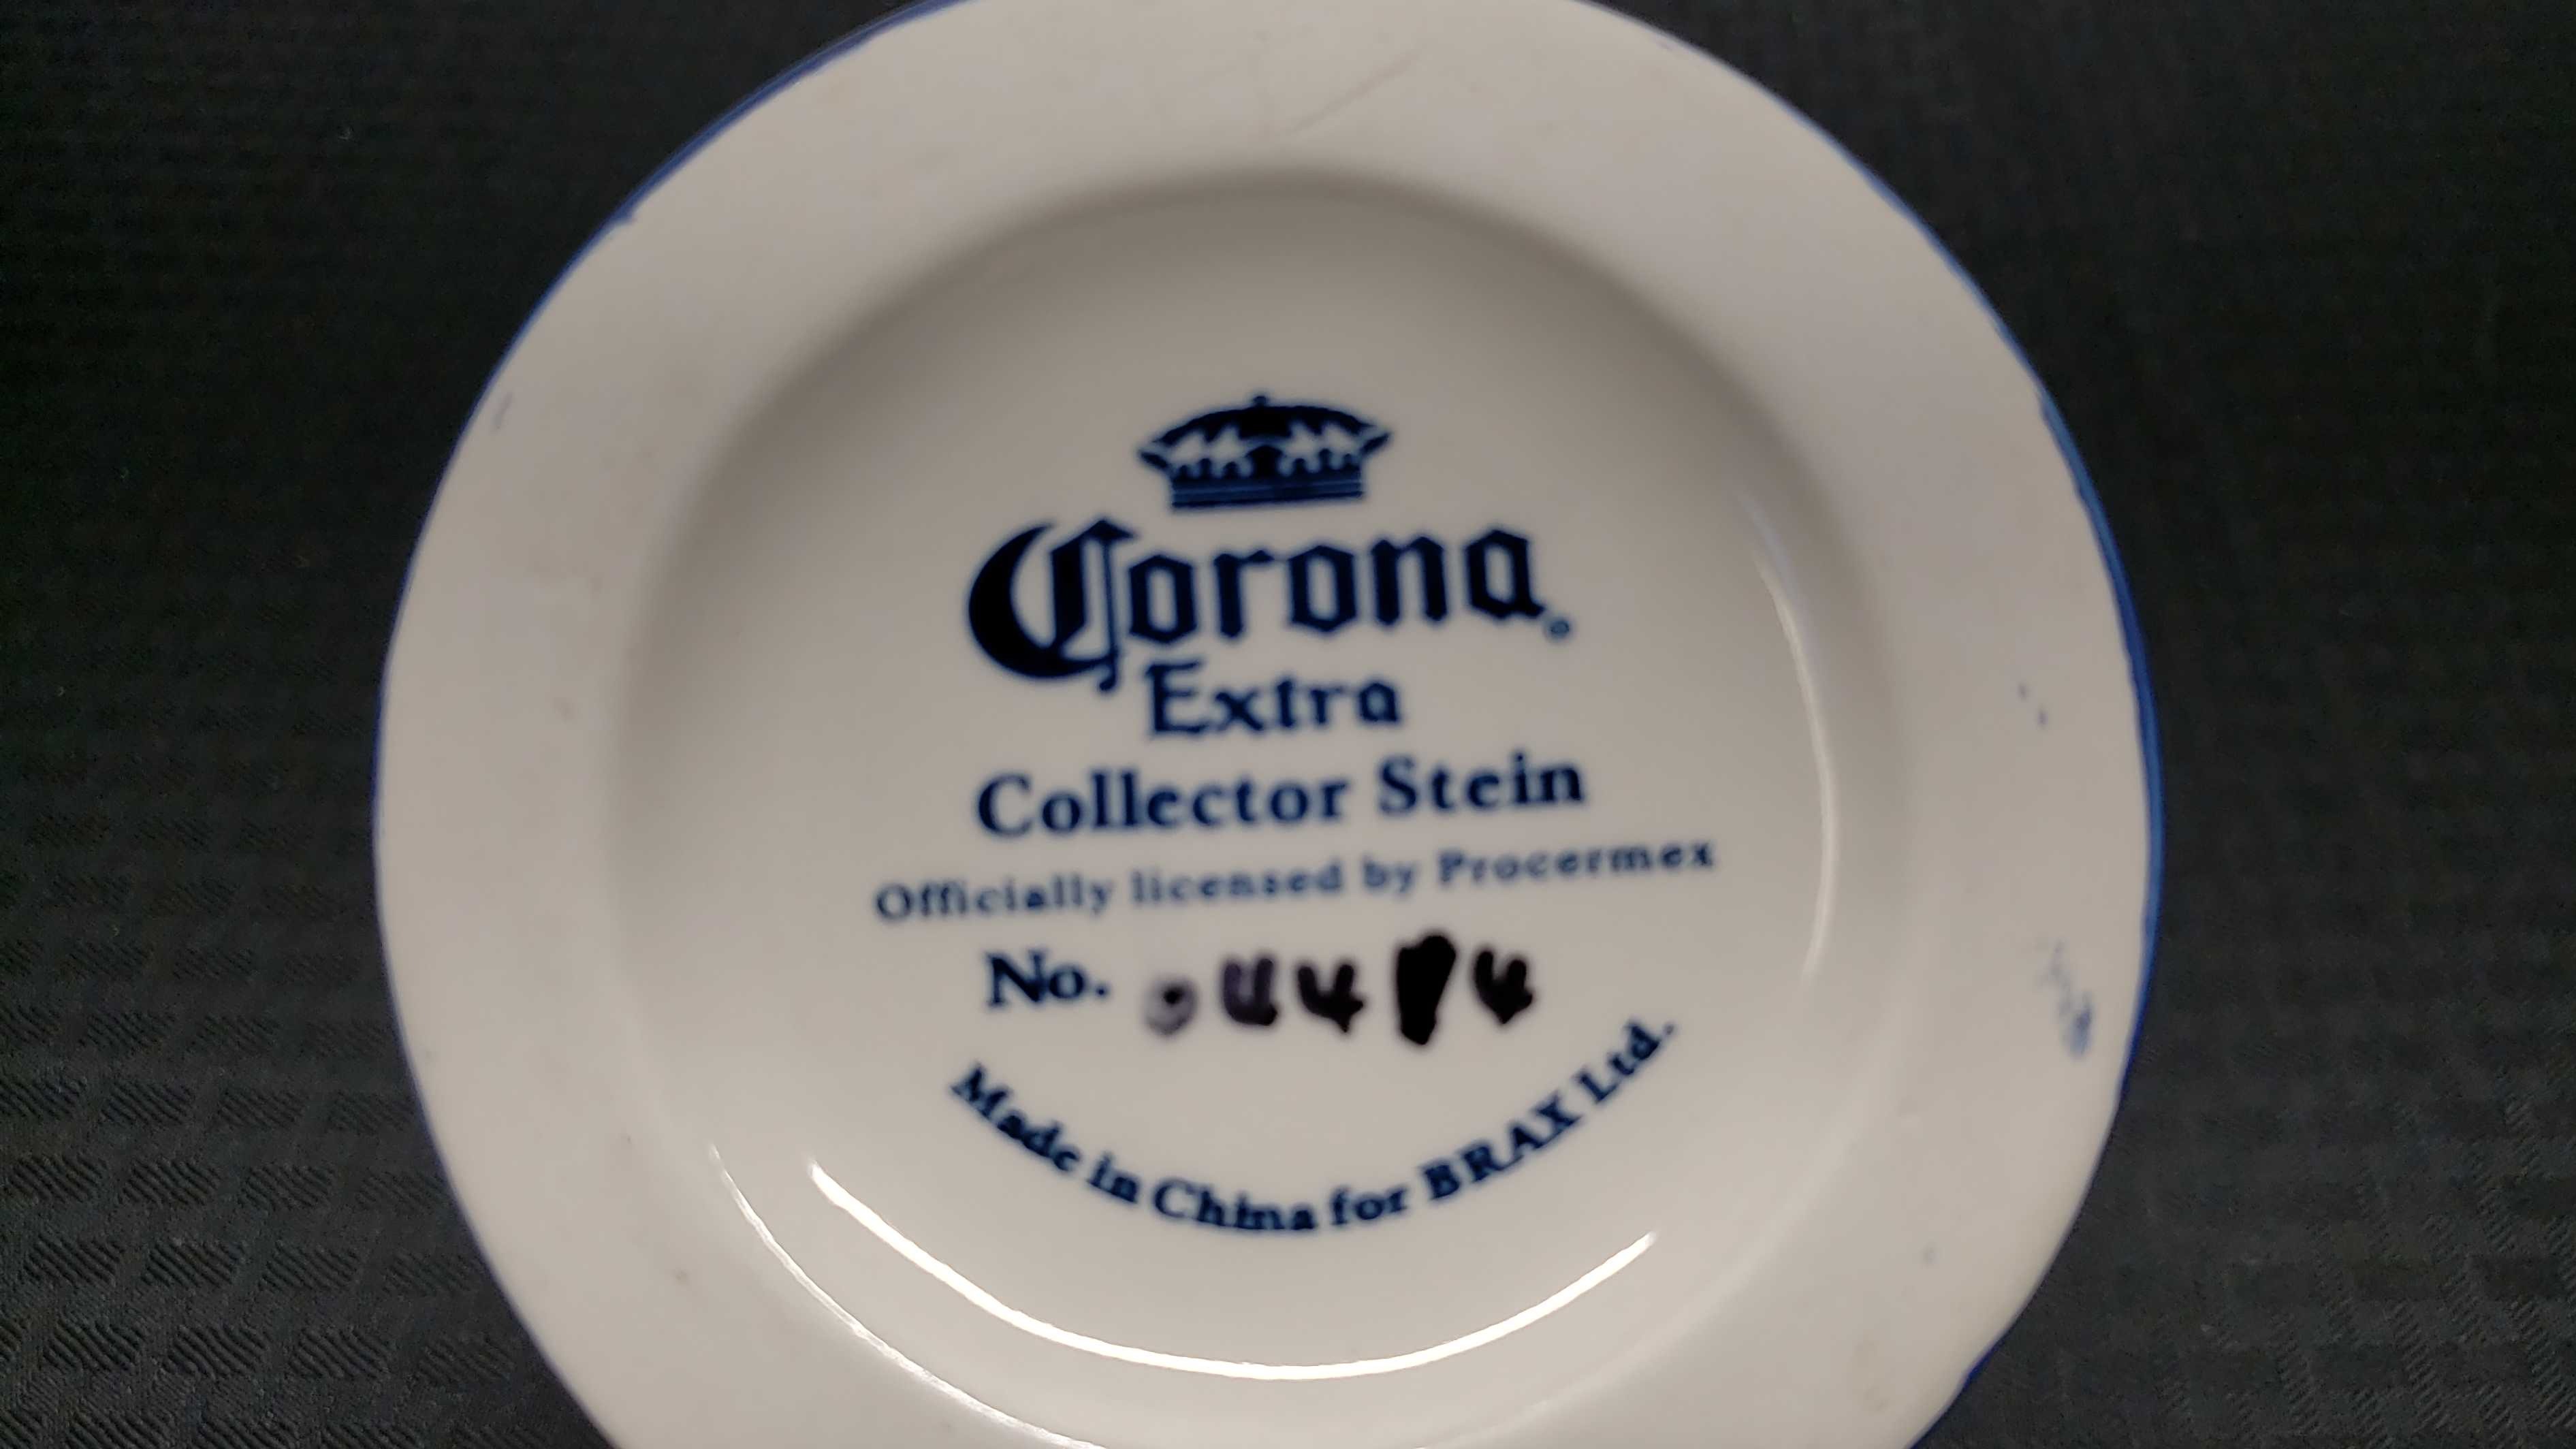 Corona®
Extra
Collector Stein
Officially licensed by Procermex
No.
Made in China for BRAX Ltd.